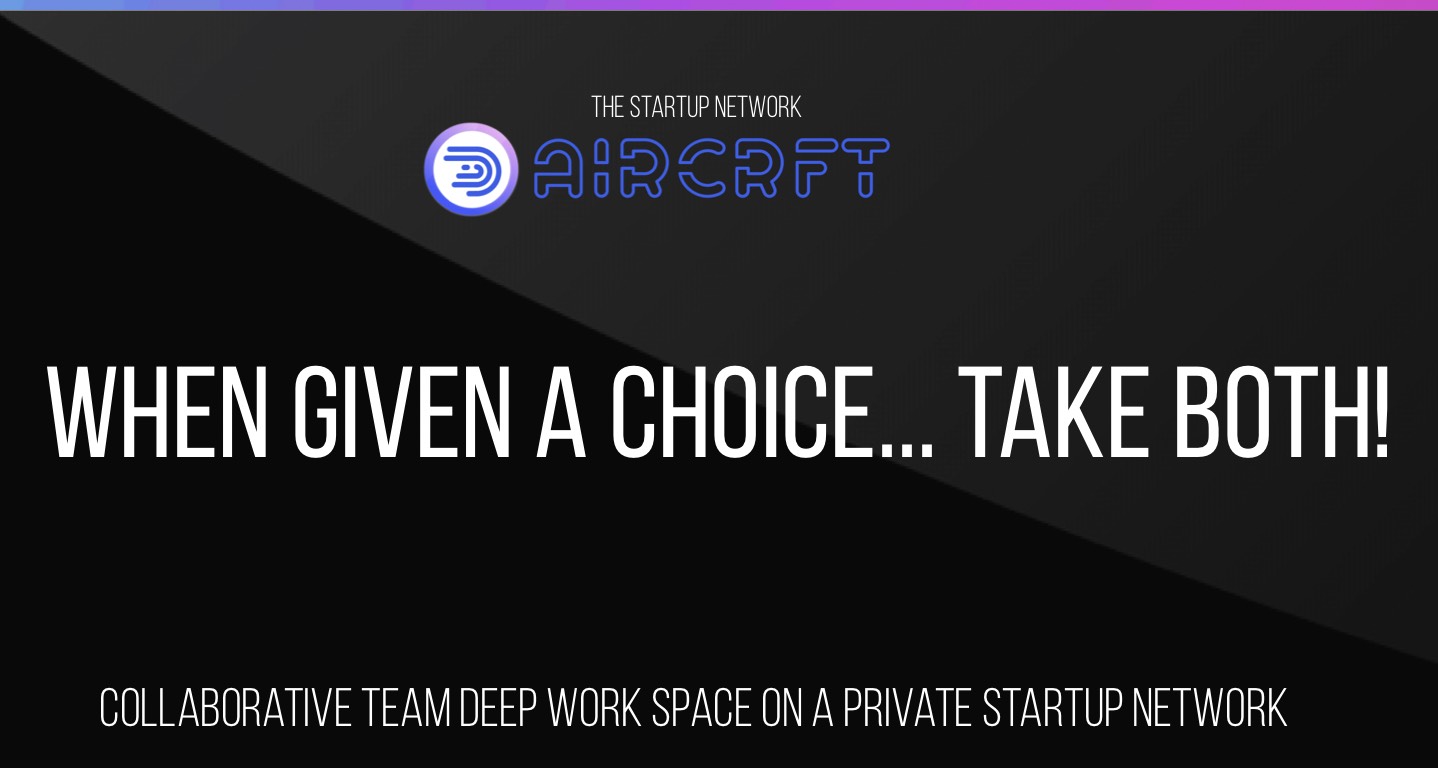 THE STARTUP NETWORK
AIRCRFT
WHEN GIVEN A CHOICE... TAKE BOTH!
COLLABORATIVE TEAM DEEP WORK SPACE ON A PRIVATE STARTUP NETWORK